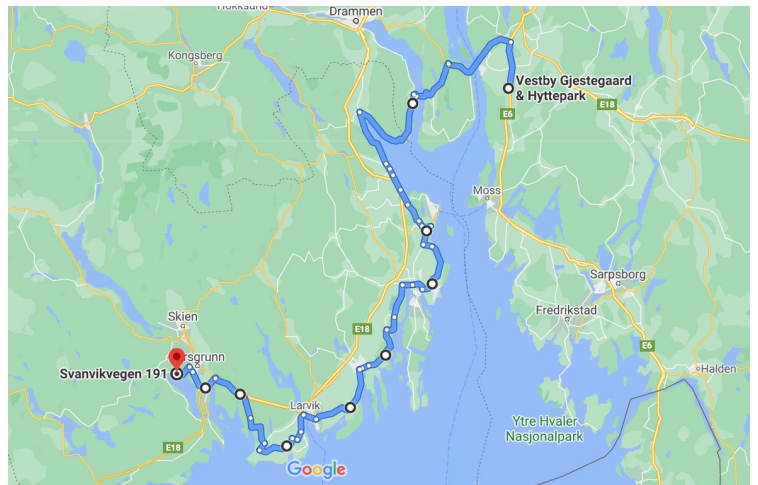 Drammen
Kongsberg
Vestby Gjestegaard
& Hyttepark
E18
E6
Moss
Sarpsborg
Skien
E18
Fredrikstad
E6
rsgrunn
Svanvikvegen 191
Halden
Larvik
Ytre Hvaler
Nasjonalpark
E18
Google